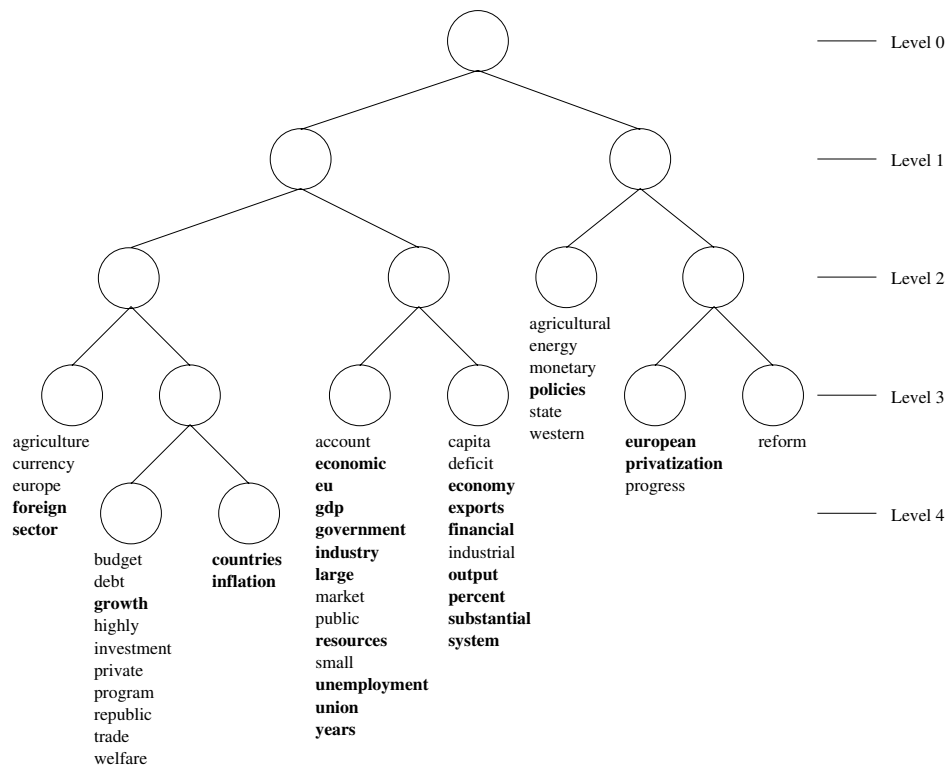 Level 0
Level 1
Level 2
agricultural
energy
monetary
policies
state
western
Level 3
agriculture
currency
europe
foreign
sector
account
economic
eu
gdp
government
industry
large
market
public
resources
small
unemployment
union
years
capita
deficit
economy
exports
financial
industrial
output
percent
substantial
system
european
privatization
progress
reform
Level 4
budget
debt
growth
highly
investment
private
program
republic
trade
welfare
countries
inflation